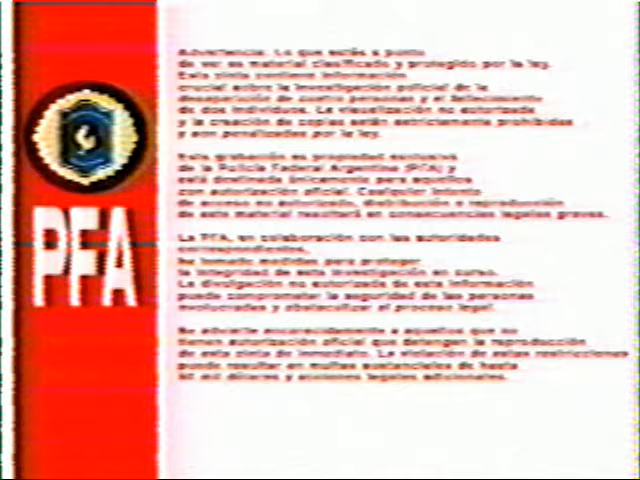 PFA
Advertencia: Lo que estás a punto
de ver es material clasificado y protegido por la ley.
Esta cinta contiene información
crucial sobre la investigación policial de la
desaparición de cuatro personas y el fallecimiento
de dos individuos. La visualización no autorizada
y la creación de copias están estrictamente prohibidas
y son penalizadas por la ley.
Esta grabación es propiedad exclusiva
de la Policía Federal Argentina (PFA) y
está destinada únicamente para aquellos
con autorización oficial. Cualquier intento
de acceso no autorizado, distribución o reproducción
de este material resultará en consecuencias legales graves.
La PFA, en colaboración con las autoridades
correspondientes,
ha tomado medidas para proteger
la integridad de esta investigación en curso.
La divulgación no autorizada de esta información
puede comprometer la seguridad de las personas
involucradas y obstaculizar el proceso legal.
Se advierte encarecidamente a aquellos que no
tienen autorización oficial que detengan la reproducción
de esta cinta de inmediato. La violación de estas restricciones
puede resultar en multas sustanciales de hasta
mil dólares y acciones legales adicionales.